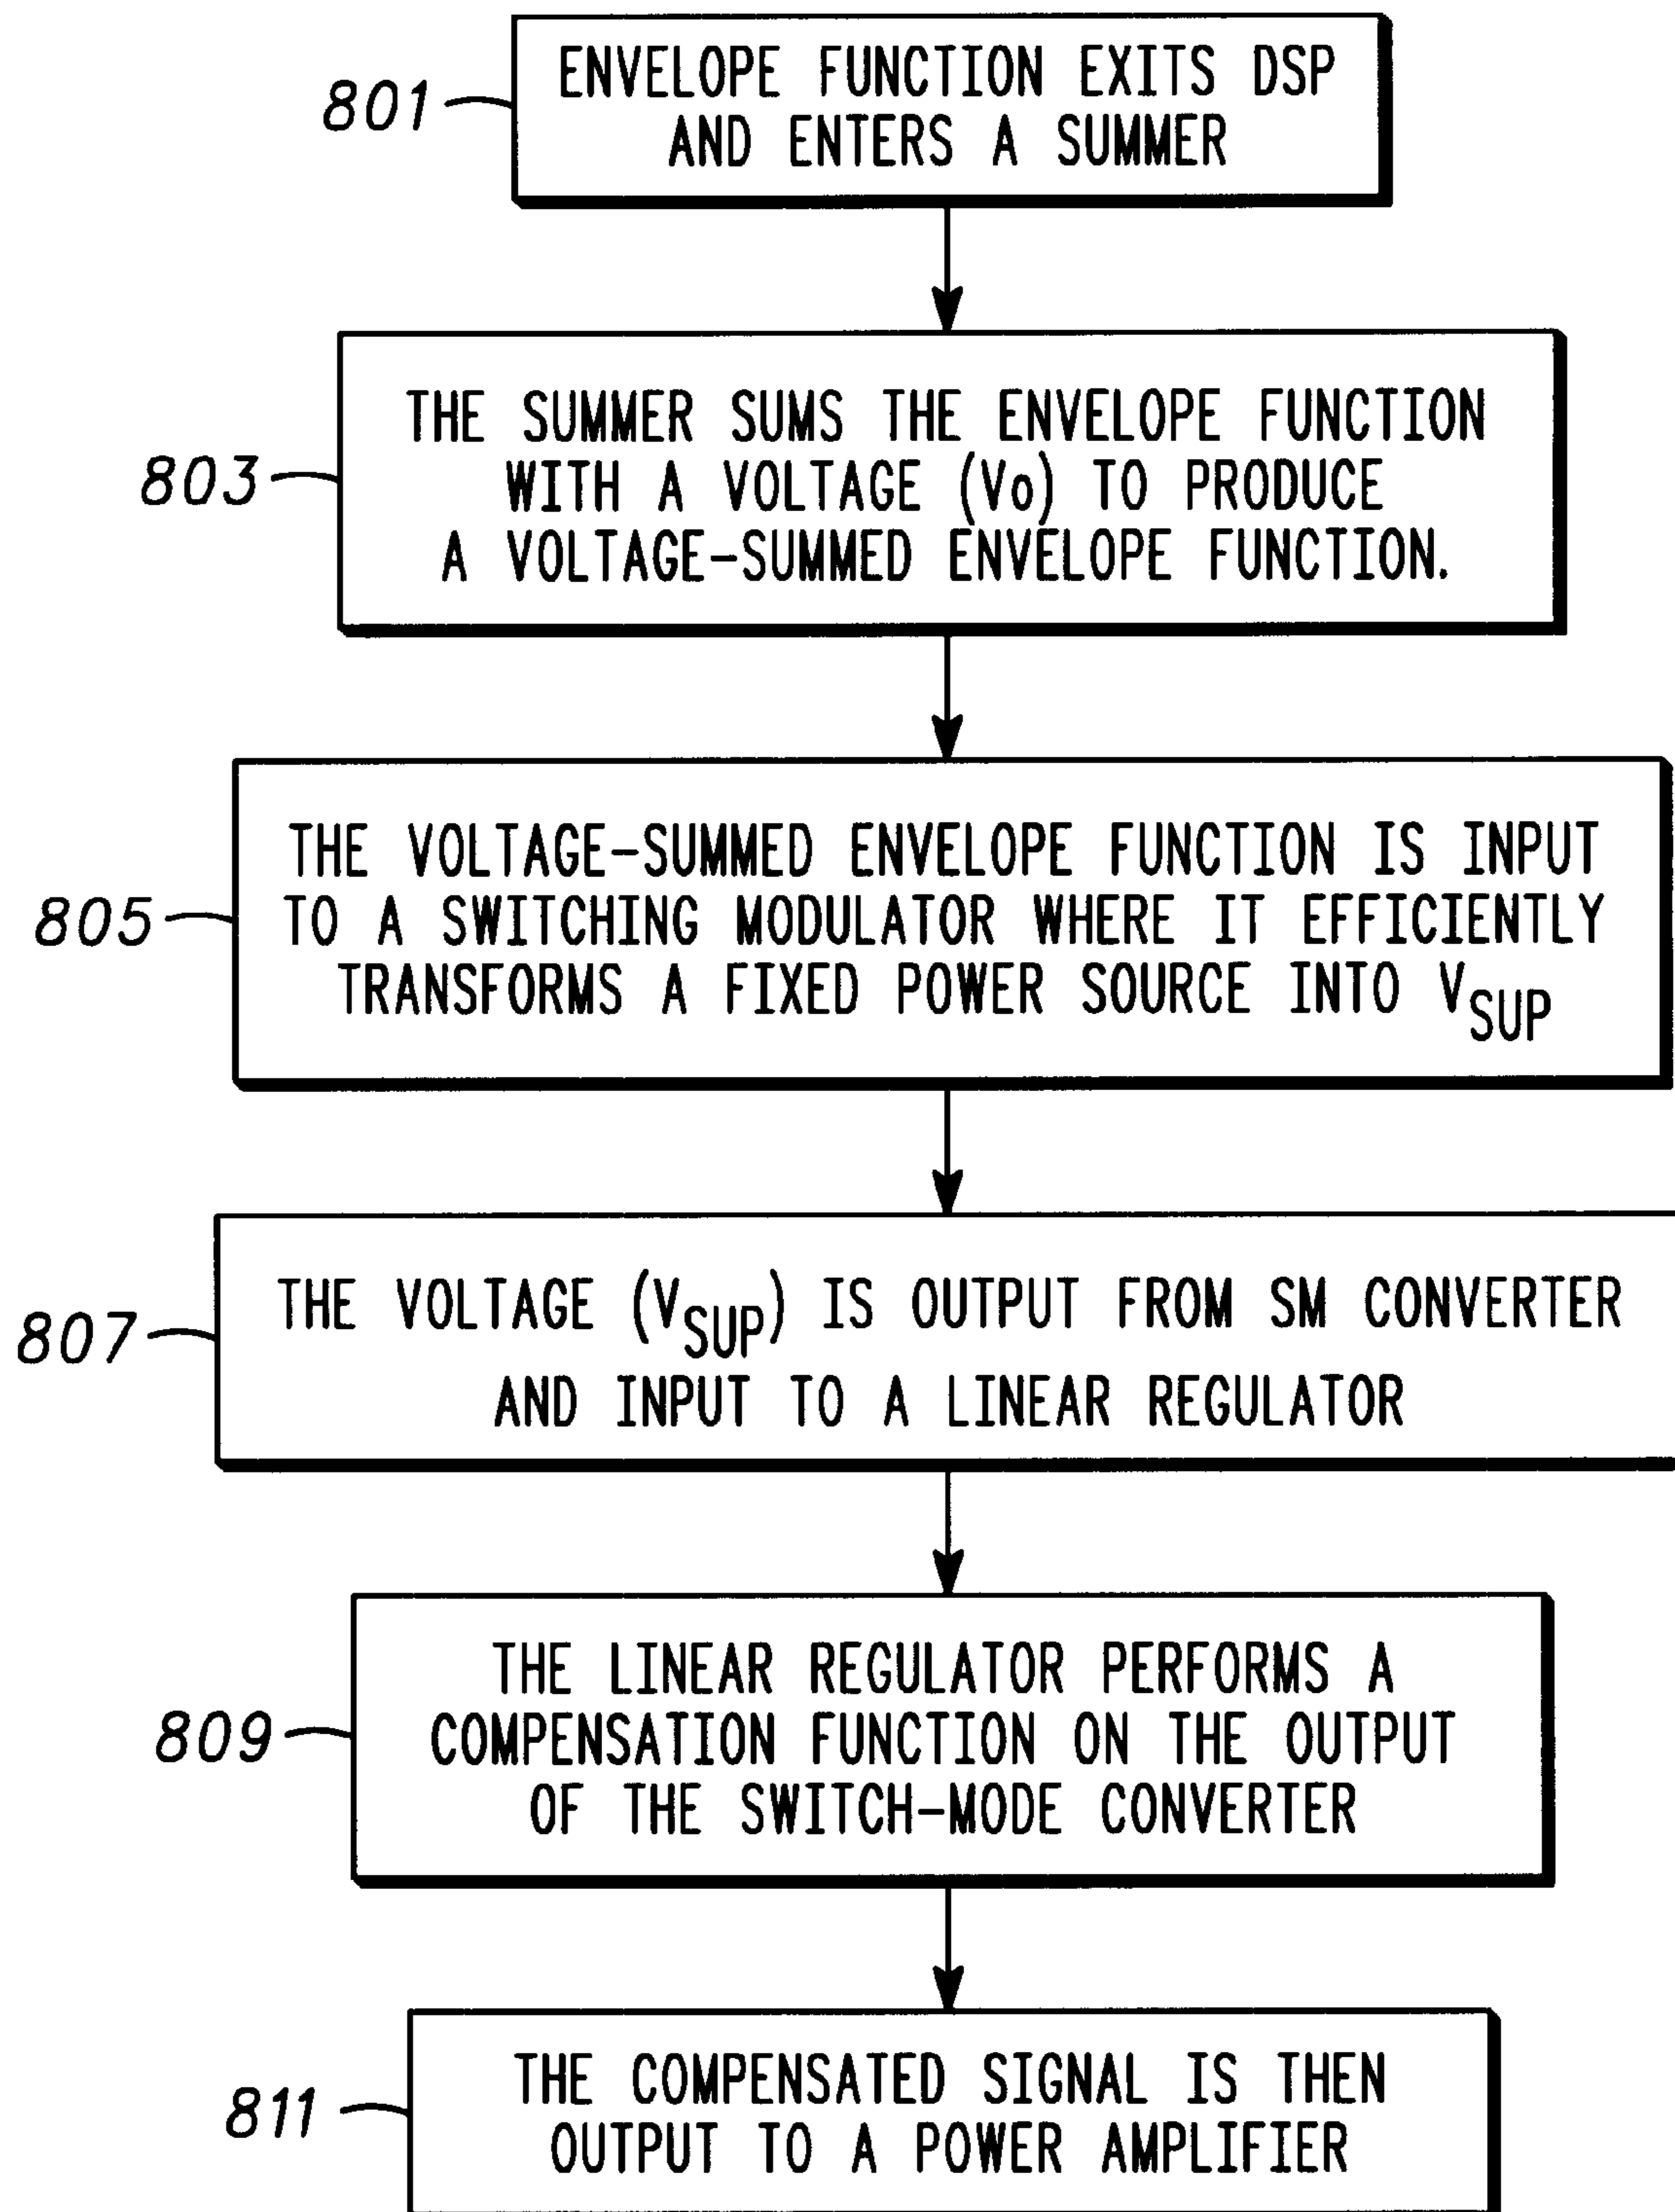 801
ENVELOPE FUNCTION EXITS DSP
AND ENTERS A SUMMER
803
THE SUMMER SUMS THE ENVELOPE FUNCTION
WITH A VOLTAGE (Vo) TO PRODUCE
A VOLTAGE-SUMMED ENVELOPE FUNCTION.
805
THE VOLTAGE-SUMMED ENVELOPE FUNCTION IS INPUT
TO A SWITCHING MODULATOR WHERE IT EFFICIENTLY
TRANSFORMS A FIXED POWER SOURCE INTO VSUP
807
THE VOLTAGE (VSUP) IS OUTPUT FROM SM CONVERTER
AND INPUT TO A LINEAR REGULATOR
809
THE LINEAR REGULATOR PERFORMS A
COMPENSATION FUNCTION ON THE OUTPUT
OF THE SWITCH-MODE CONVERTER
811
THE COMPENSATED SIGNAL IS THEN
OUTPUT TO A POWER AMPLIFIER